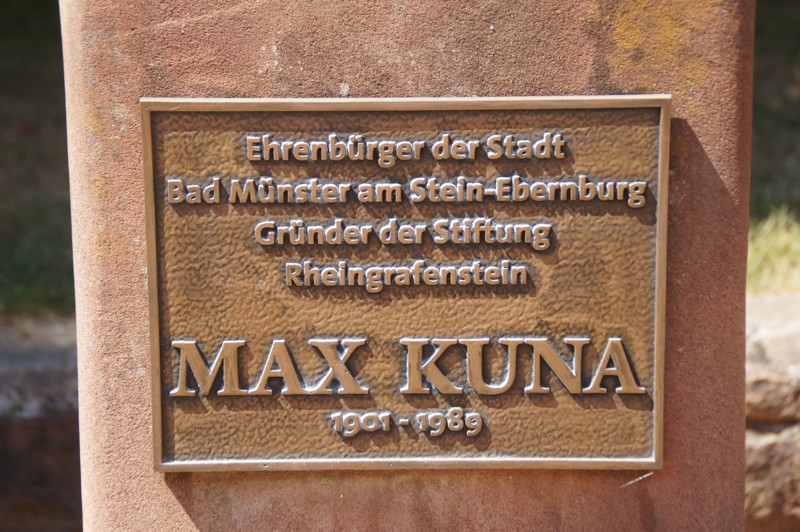 Ehrenbürger der Stadt
Bad Münster am Stein-Ebernburg
Gründer der Stiftung
Rheingrafenstein
MAX KUNA
1901 - 1989